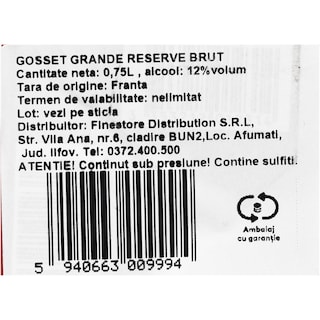 GOSSET GRANDE RESERVE BRUT
Cantitate neta: 0,75L , alcool: 12%volum
Tara de origine: Franta
Termen de valabilitate: nelimitat
Lot: vezi pe sticla
Distribuitor: Finestore Distribution S.R.L,
Str. Vila Ana, nr.6, cladire BUN2,Loc. Afumati,
Jud. Ilfov. Tel: 0372.400.500
ATENTIE! Continut sub presiune! Contine sulfiti.
Ambalaj
cu garanție
5 940663 009994